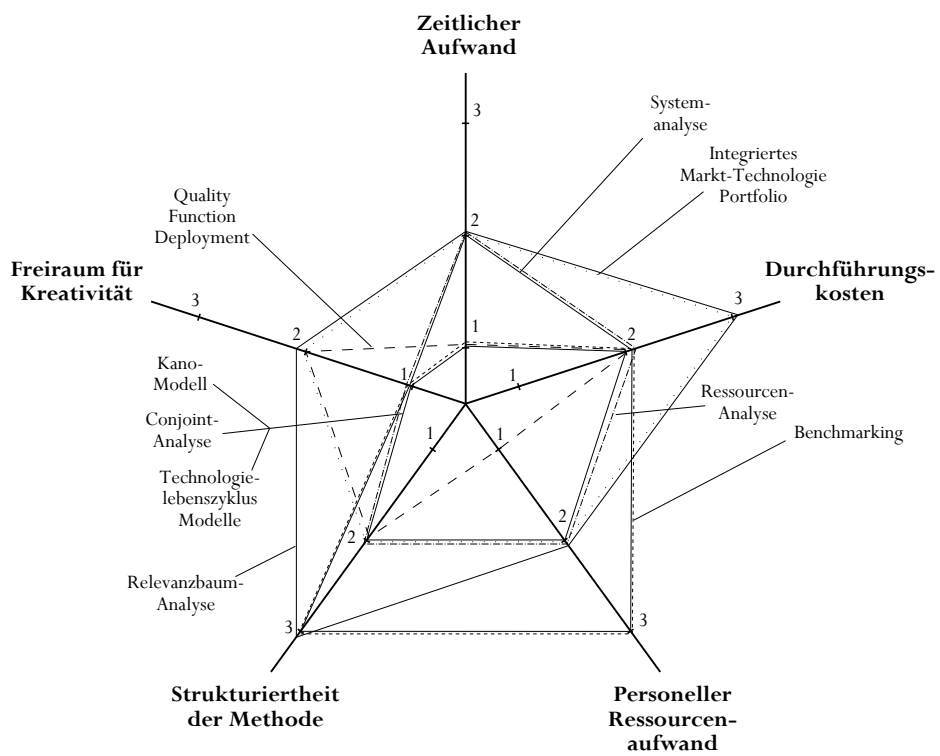 Zeitlicher
Aufwand
3
System-
analyse
Integriertes
Markt-Technologie
Portfolio
Quality
Function
Deployment
2
Freiraum für
Kreativität
3
Durchführungs-
kosten
3
2
1
2
Kano-
Modell
1
1
Ressourcen-
Analyse
Conjoint-
Analyse
1
1
Benchmarking
Technologie-
lebenszyklus
Modelle
2
2
Relevanzbaum-
Analyse
3
3
Strukturiertheit
der Methode
Personeller
Ressourcen-
aufwand